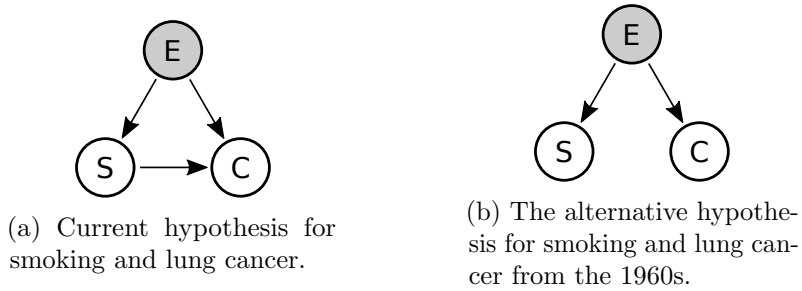 E
S
C
(a) Current hypothesis for
smoking and lung cancer.
E
S
C
(b) The alternative hypothe-
sis for smoking and lung can-
cer from the 1960s.